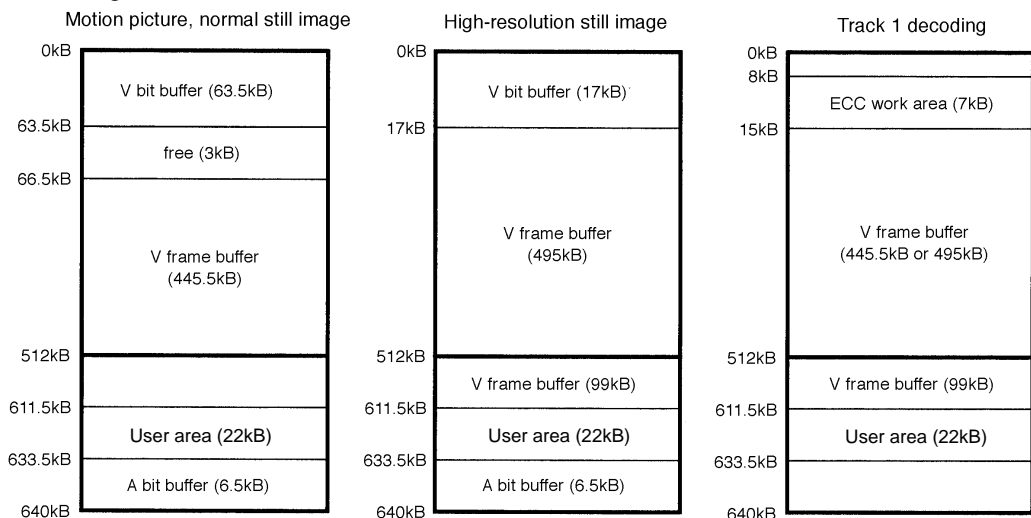 Motion picture, normal still image
0kB
V bit buffer (63.5kB)
63.5kB
free (3kB)
66.5kB
V frame buffer
(445.5kB)
512kB
611.5kB
User area (22kB)
633.5kB
A bit buffer (6.5kB)
640kB
High-resolution still image
0kB
V bit buffer (17kB)
17kB
V frame buffer
(495kB)
512kB
V frame buffer (99kB)
611.5kB
User area (22kB)
633.5kB
A bit buffer (6.5kB)
640kB
Track 1 decoding
0kB
8kB
ECC work area (7kB)
15kB
V frame buffer
(445.5kB or 495kB)
512kB
V frame buffer (99kB)
611.5kB
User area (22kB)
633.5kB
640kB